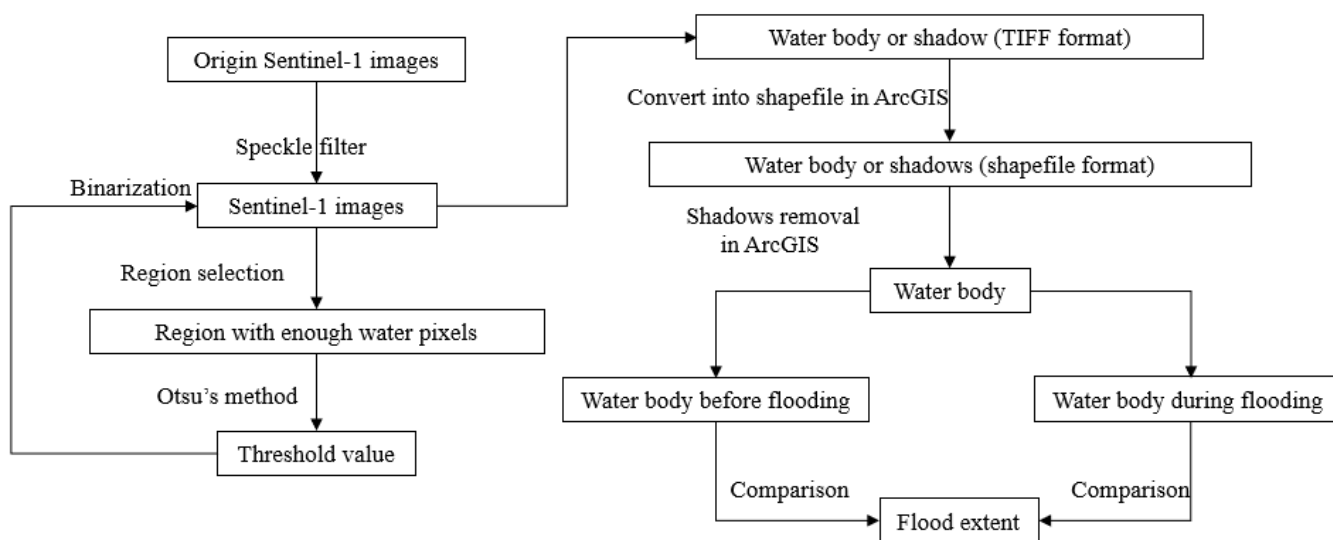 Origin Sentinel-1 images
Speckle filter
Binarization
Sentinel-1 images
Region selection
Region with enough water pixels
Otsu’s method
Threshold value
Water body or shadow (TIFF format)
Convert into shapefile in ArcGIS
Water body or shadows (shapefile format)
Shadows removal
in ArcGIS
Water body
Water body before flooding
Water body during flooding
Comparison
Comparison
Flood extent